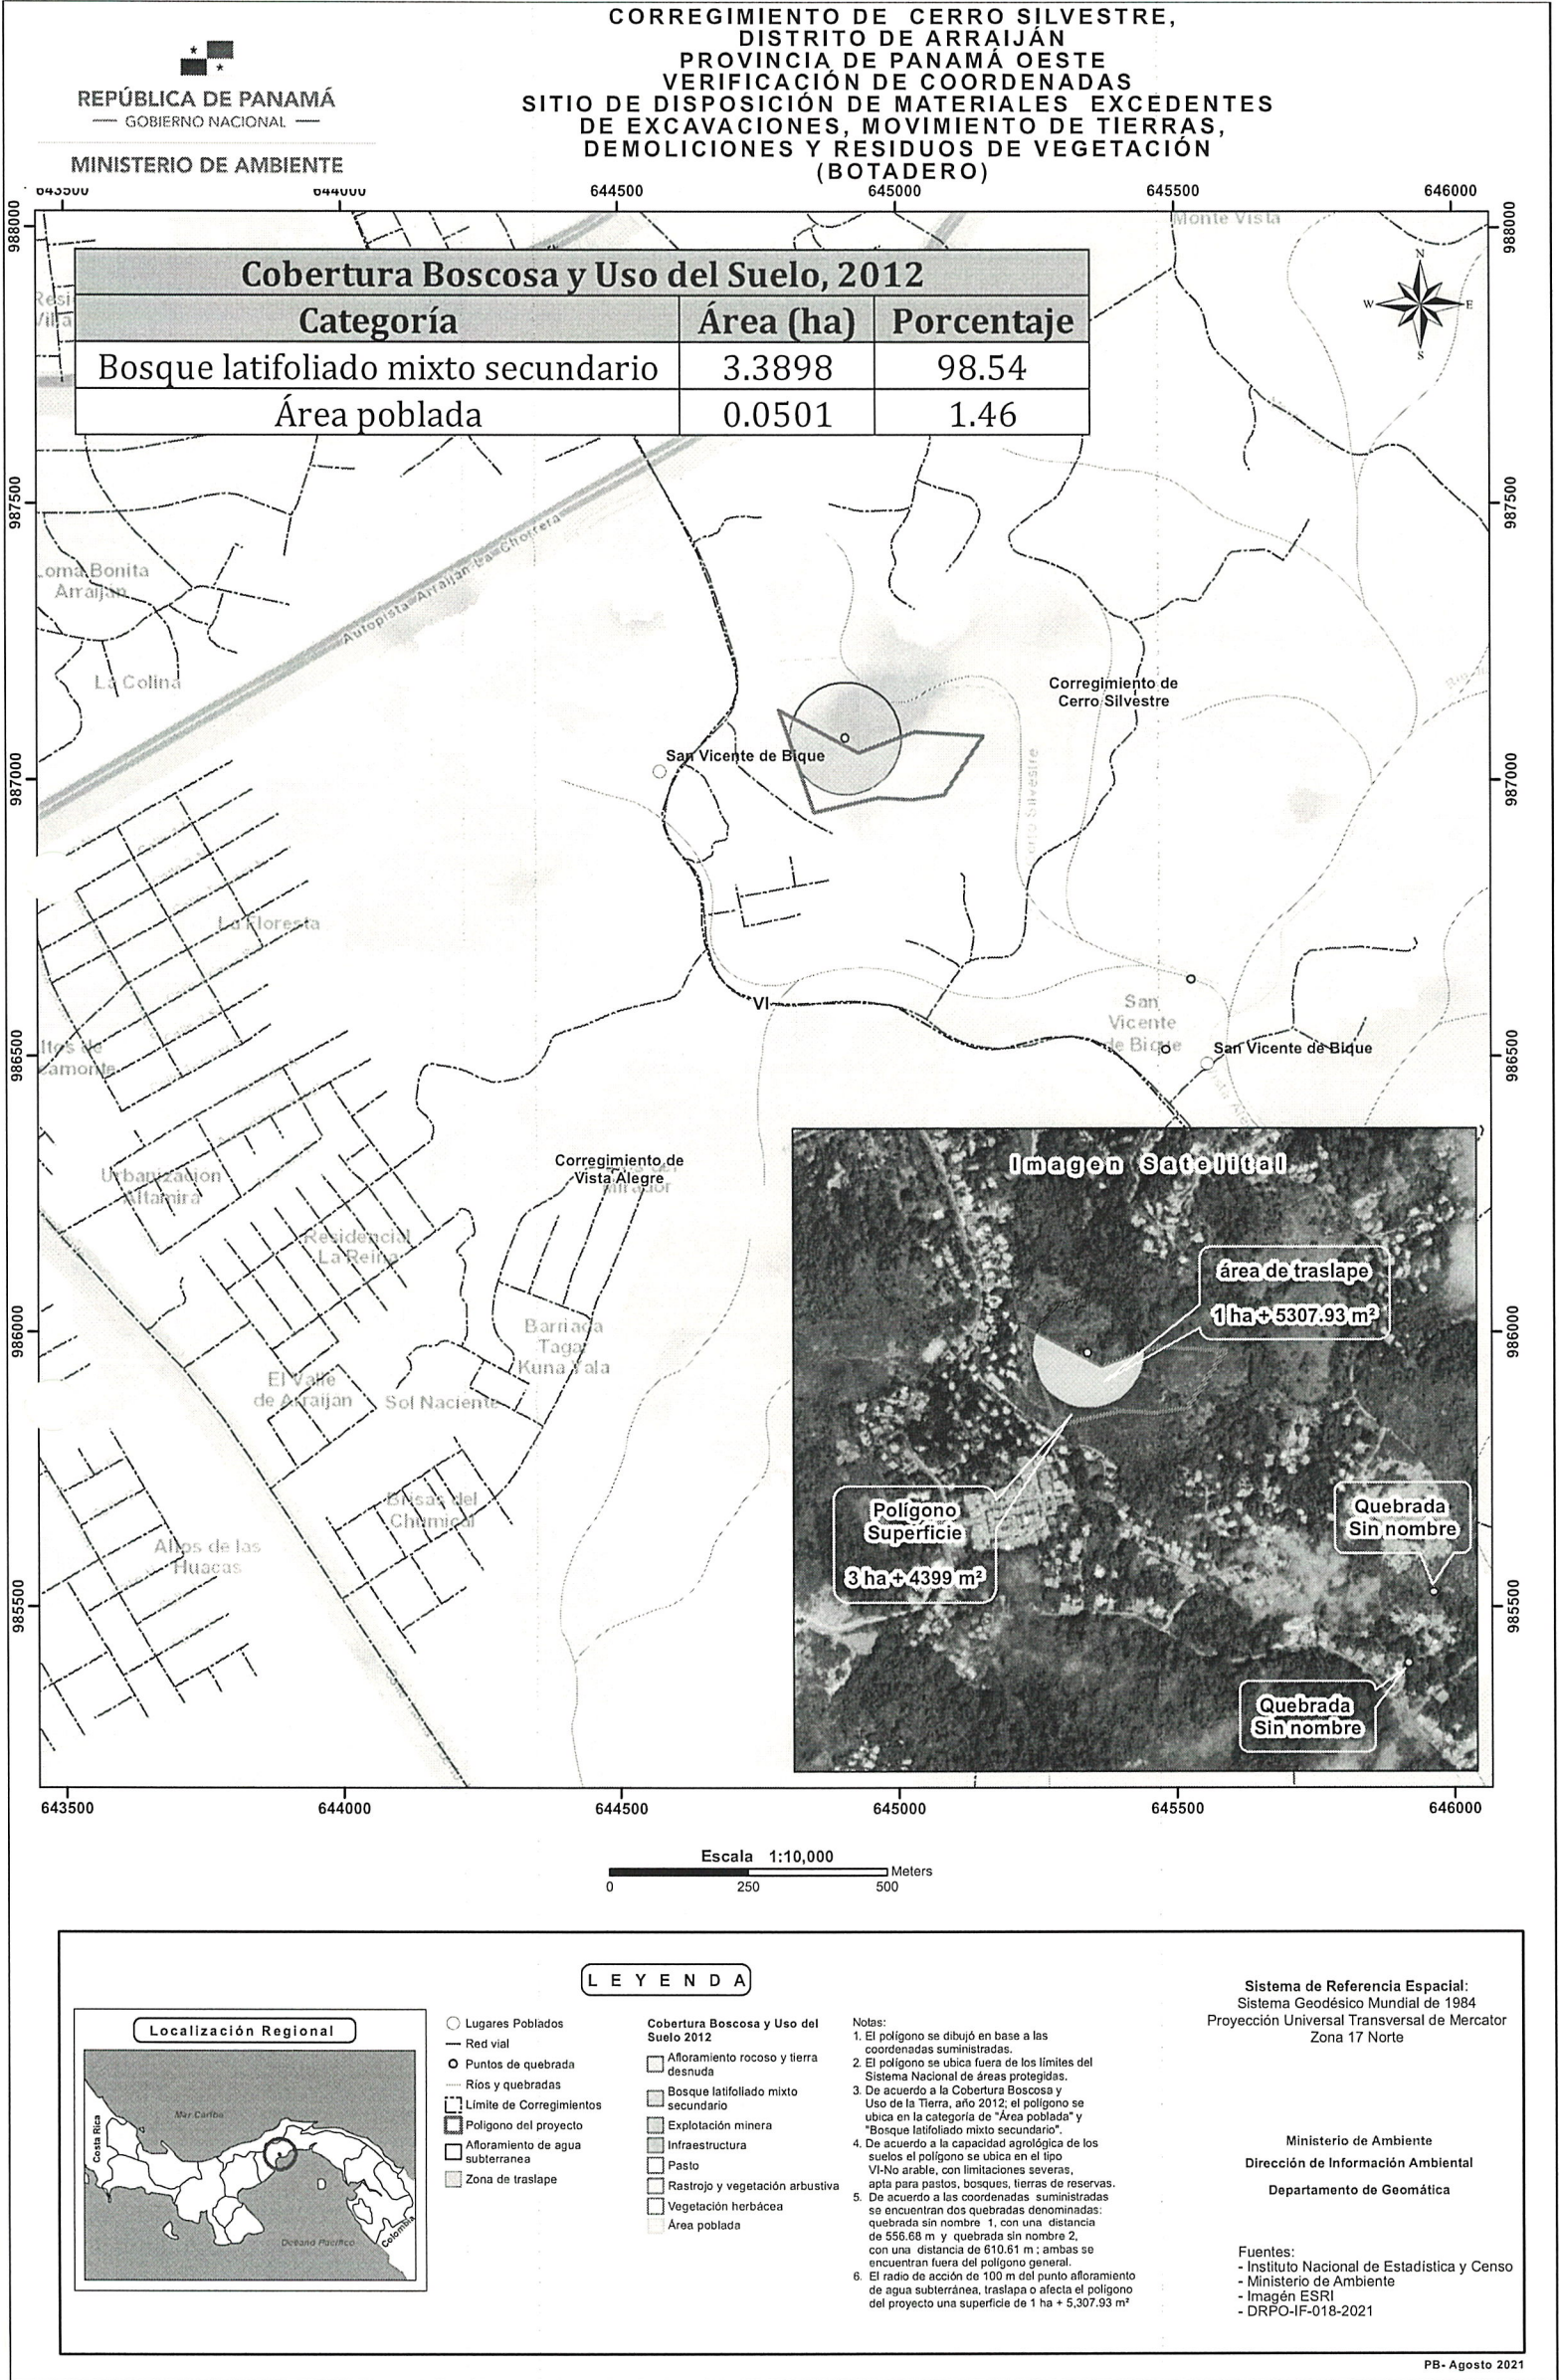 CORREGIMIENTO DE CERRO SILVESTRE,
DISTRITO DE ARRAIJÁN
PROVINCIA DE PANAMÁ OESTE
VERIFICACIÓN DE COORDENADAS
SITIO DE DISPOSICIÓN DE MATERIALES EXCEDENTES
DE EXCAVACIONES, MOVIMIENTO DE TIERRAS,
DEMOLICIONES Y RESIDUOS DE VEGETACIÓN
(BOTADERO)
REPÚBLICA DE PANAMÁ
GOBIERNO NACIONAL
MINISTERIO DE AMBIENTE
643500
644000
644500
645000
645500
646000
988000
988000
Monte Vista
N
W
E
S
Cobertura Boscosa y Uso del Suelo, 2012
Categoría Área (ha) Porcentaje
Bosque latifoliado mixto secundario 3.3898 98.54
Área poblada 0.0501 1.46
987500
987500
Autopista Arraiján-La Chorrera
Loma Bonita
Arraiján
La Colina
Corregimiento de
Cerro Silvestre
San Vicente de Bique
987000
987000
Cerro Silvestre
La Floresta
VI
San
Vicente
de Bique
San Vicente de Bique
986500
986500
Corregimiento de
Vista Alegre
Mirador
Urbanizacion
Altamira
Residencial
La Reina
Barriada
Taga
Kuna Yala
El Valle
de Arraijan
Sol Naciente
Brisas del
Chumical
Altos de las
Huacas
986000
986000
985500
985500
Imagen Satelital
área de traslape
1 ha + 5307.93 m²
Polígono
Superficie
3 ha + 4399 m²
Quebrada
Sin nombre
Quebrada
Sin nombre
643500
644000
644500
645000
645500
646000
Escala 1:10,000
Meters
0 250 500
LEYENDA
Localización Regional
Mar Caribe
Costa Rica
Océano Pacífico
Colombia
Lugares Poblados
Red vial
Puntos de quebrada
Ríos y quebradas
Límite de Corregimientos
Poligono del proyecto
Afloramiento de agua
subterranea
Zona de traslape
Cobertura Boscosa y Uso del
Suelo 2012
Afloramiento rocoso y tierra
desnuda
Bosque latifoliado mixto
secundario
Explotación minera
Infraestructura
Pasto
Rastrojo y vegetación arbustiva
Vegetación herbácea
Área poblada
Notas:
1. El polígono se dibujó en base a las
coordenadas suministradas.
2. El polígono se ubica fuera de los límites del
Sistema Nacional de áreas protegidas.
3. De acuerdo a la Cobertura Boscosa y
Uso de la Tierra, año 2012; el polígono se
ubica en la categoría de "Área poblada" y
"Bosque latifoliado mixto secundario".
4. De acuerdo a la capacidad agrológica de los
suelos el polígono se ubica en el tipo
VI-No arable, con limitaciones severas,
apta para pastos, bosques, tierras de reservas.
5. De acuerdo a las coordenadas suministradas
se encuentran dos quebradas denominadas:
quebrada sin nombre 1, con una distancia
de 556.68 m y quebrada sin nombre 2,
con una distancia de 610.61 m ; ambas se
encuentran fuera del polígono general.
6. El radio de acción de 100 m del punto afloramiento
de agua subterránea, traslapa o afecta el polígono
del proyecto una superficie de 1 ha + 5,307.93 m²
Sistema de Referencia Espacial:
Sistema Geodésico Mundial de 1984
Proyección Universal Transversal de Mercator
Zona 17 Norte
Ministerio de Ambiente
Dirección de Información Ambiental
Departamento de Geomática
Fuentes:
- Instituto Nacional de Estadística y Censo
- Ministerio de Ambiente
- Imagén ESRI
- DRPO-IF-018-2021
PB- Agosto 2021